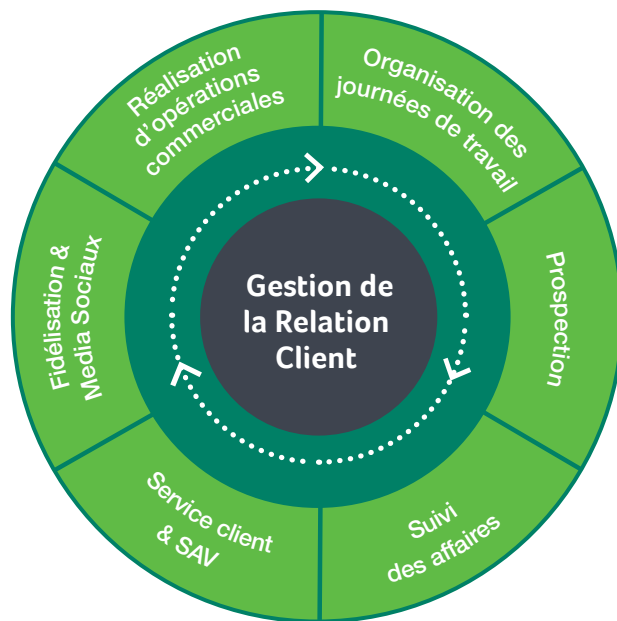 Réalisation
d'opérations
commerciales
Organisation des
journées de travail
Prospection
Suivi
des affaires
Service client
& SAV
Fidélisation &
Media Sociaux
Gestion de
la Relation
Client